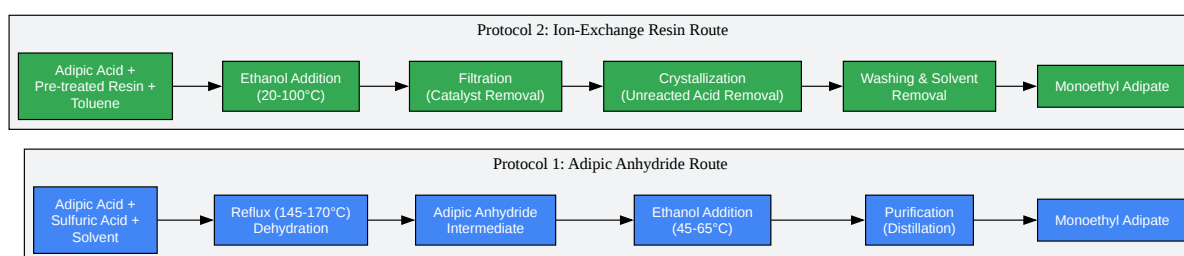 Protocol 2: Ion-Exchange Resin Route
Adipic Acid +
Pre-treated Resin +
Toluene
Ethanol Addition
(20-100°C)
Filtration
(Catalyst Removal)
Crystallization
(Unreacted Acid Removal)
Washing & Solvent
Removal
Monoethyl Adipate
Protocol 1: Adipic Anhydride Route
Adipic Acid +
Sulfuric Acid +
Solvent
Reflux (145-170°C)
Dehydration
Adipic Anhydride
Intermediate
Ethanol Addition
(45-65°C)
Purification
(Distillation)
Monoethyl Adipate